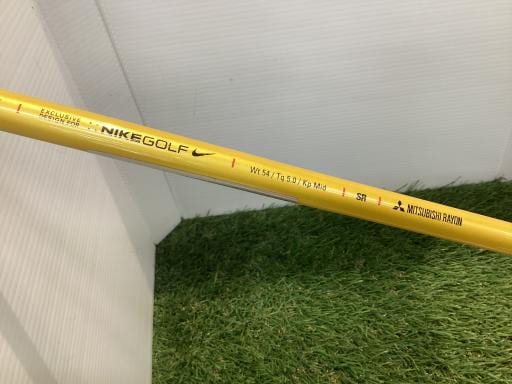 EXCLUSIVE
DESIGN FOR
NIKEGOLF
Wt 54 / Tq 5.0 / Kp Mid
SR
MITSUBISHI RAYON